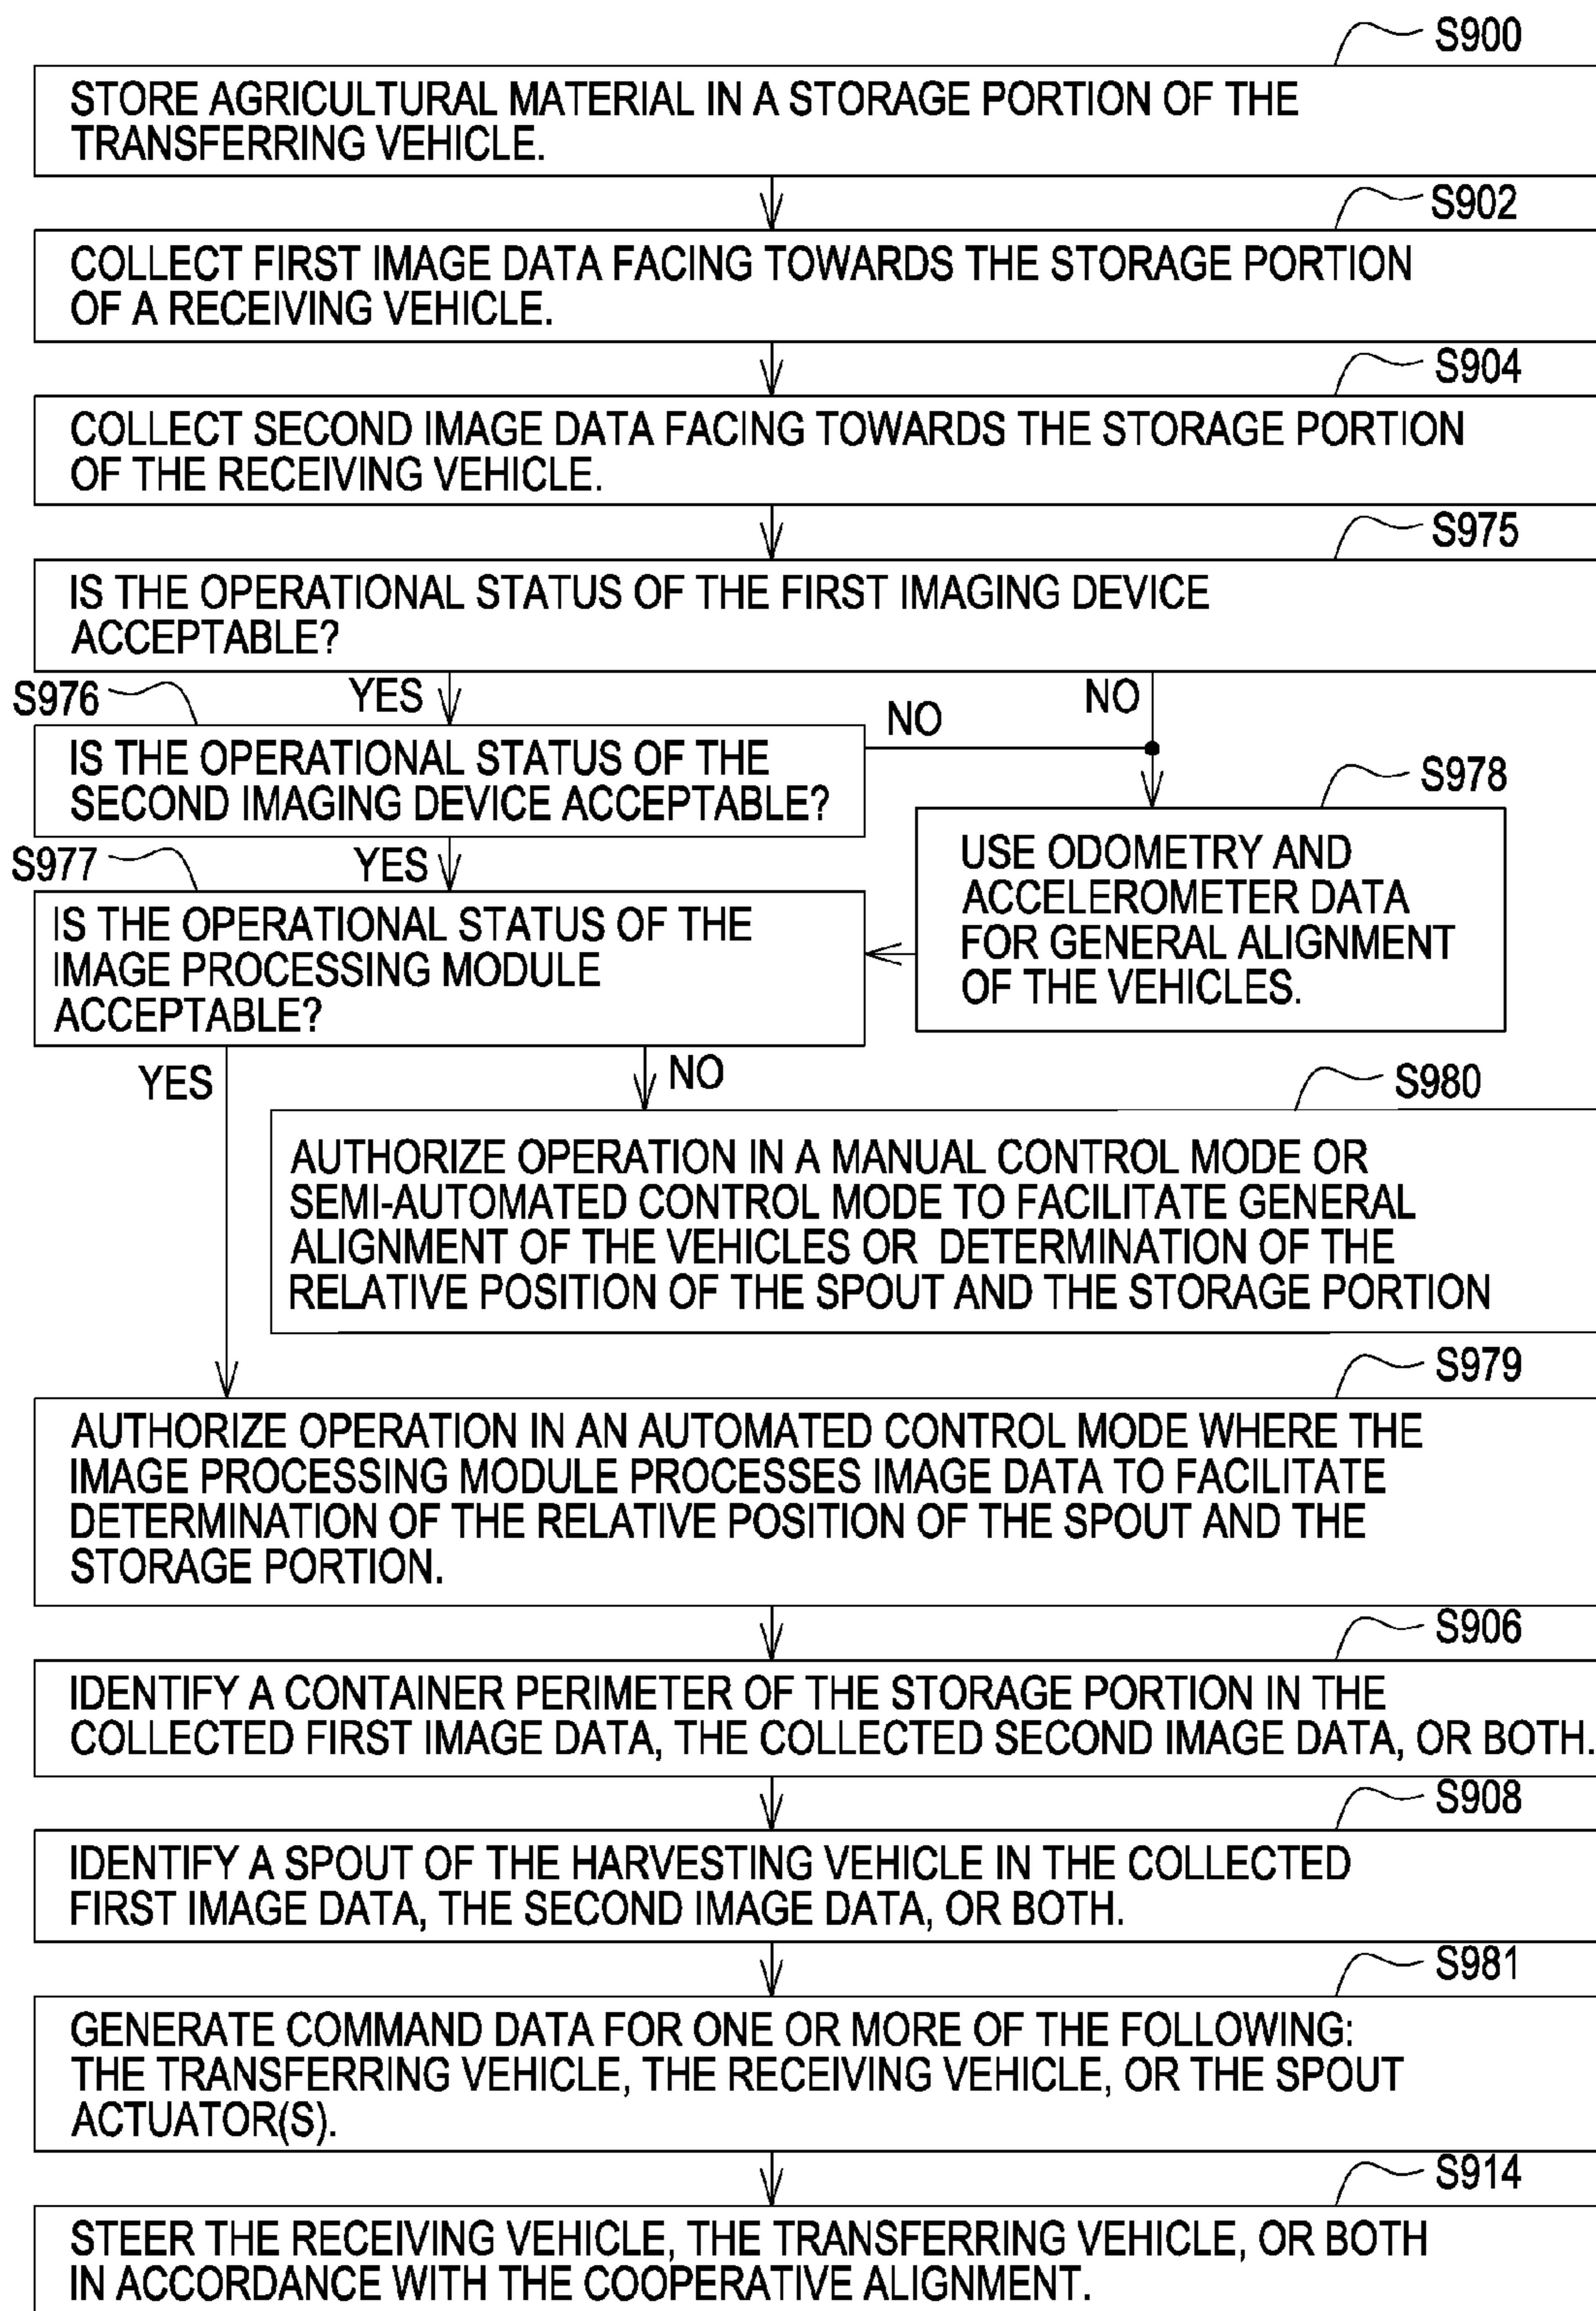 S900
STORE AGRICULTURAL MATERIAL IN A STORAGE PORTION OF THE
TRANSFERRING VEHICLE.
S902
COLLECT FIRST IMAGE DATA FACING TOWARDS THE STORAGE PORTION
OF A RECEIVING VEHICLE.
S904
COLLECT SECOND IMAGE DATA FACING TOWARDS THE STORAGE PORTION
OF THE RECEIVING VEHICLE.
S975
IS THE OPERATIONAL STATUS OF THE FIRST IMAGING DEVICE
ACCEPTABLE?
S976
YES
NO
NO
IS THE OPERATIONAL STATUS OF THE
SECOND IMAGING DEVICE ACCEPTABLE?
S978
USE ODOMETRY AND
ACCELEROMETER DATA
FOR GENERAL ALIGNMENT
OF THE VEHICLES.
S977
YES
IS THE OPERATIONAL STATUS OF THE
IMAGE PROCESSING MODULE
ACCEPTABLE?
YES
NO
S980
AUTHORIZE OPERATION IN A MANUAL CONTROL MODE OR
SEMI-AUTOMATED CONTROL MODE TO FACILITATE GENERAL
ALIGNMENT OF THE VEHICLES OR DETERMINATION OF THE
RELATIVE POSITION OF THE SPOUT AND THE STORAGE PORTION
S979
AUTHORIZE OPERATION IN AN AUTOMATED CONTROL MODE WHERE THE
IMAGE PROCESSING MODULE PROCESSES IMAGE DATA TO FACILITATE
DETERMINATION OF THE RELATIVE POSITION OF THE SPOUT AND THE
STORAGE PORTION.
S906
IDENTIFY A CONTAINER PERIMETER OF THE STORAGE PORTION IN THE
COLLECTED FIRST IMAGE DATA, THE COLLECTED SECOND IMAGE DATA, OR BOTH.
S908
IDENTIFY A SPOUT OF THE HARVESTING VEHICLE IN THE COLLECTED
FIRST IMAGE DATA, THE SECOND IMAGE DATA, OR BOTH.
S981
GENERATE COMMAND DATA FOR ONE OR MORE OF THE FOLLOWING:
THE TRANSFERRING VEHICLE, THE RECEIVING VEHICLE, OR THE SPOUT
ACTUATOR(S).
S914
STEER THE RECEIVING VEHICLE, THE TRANSFERRING VEHICLE, OR BOTH
IN ACCORDANCE WITH THE COOPERATIVE ALIGNMENT.